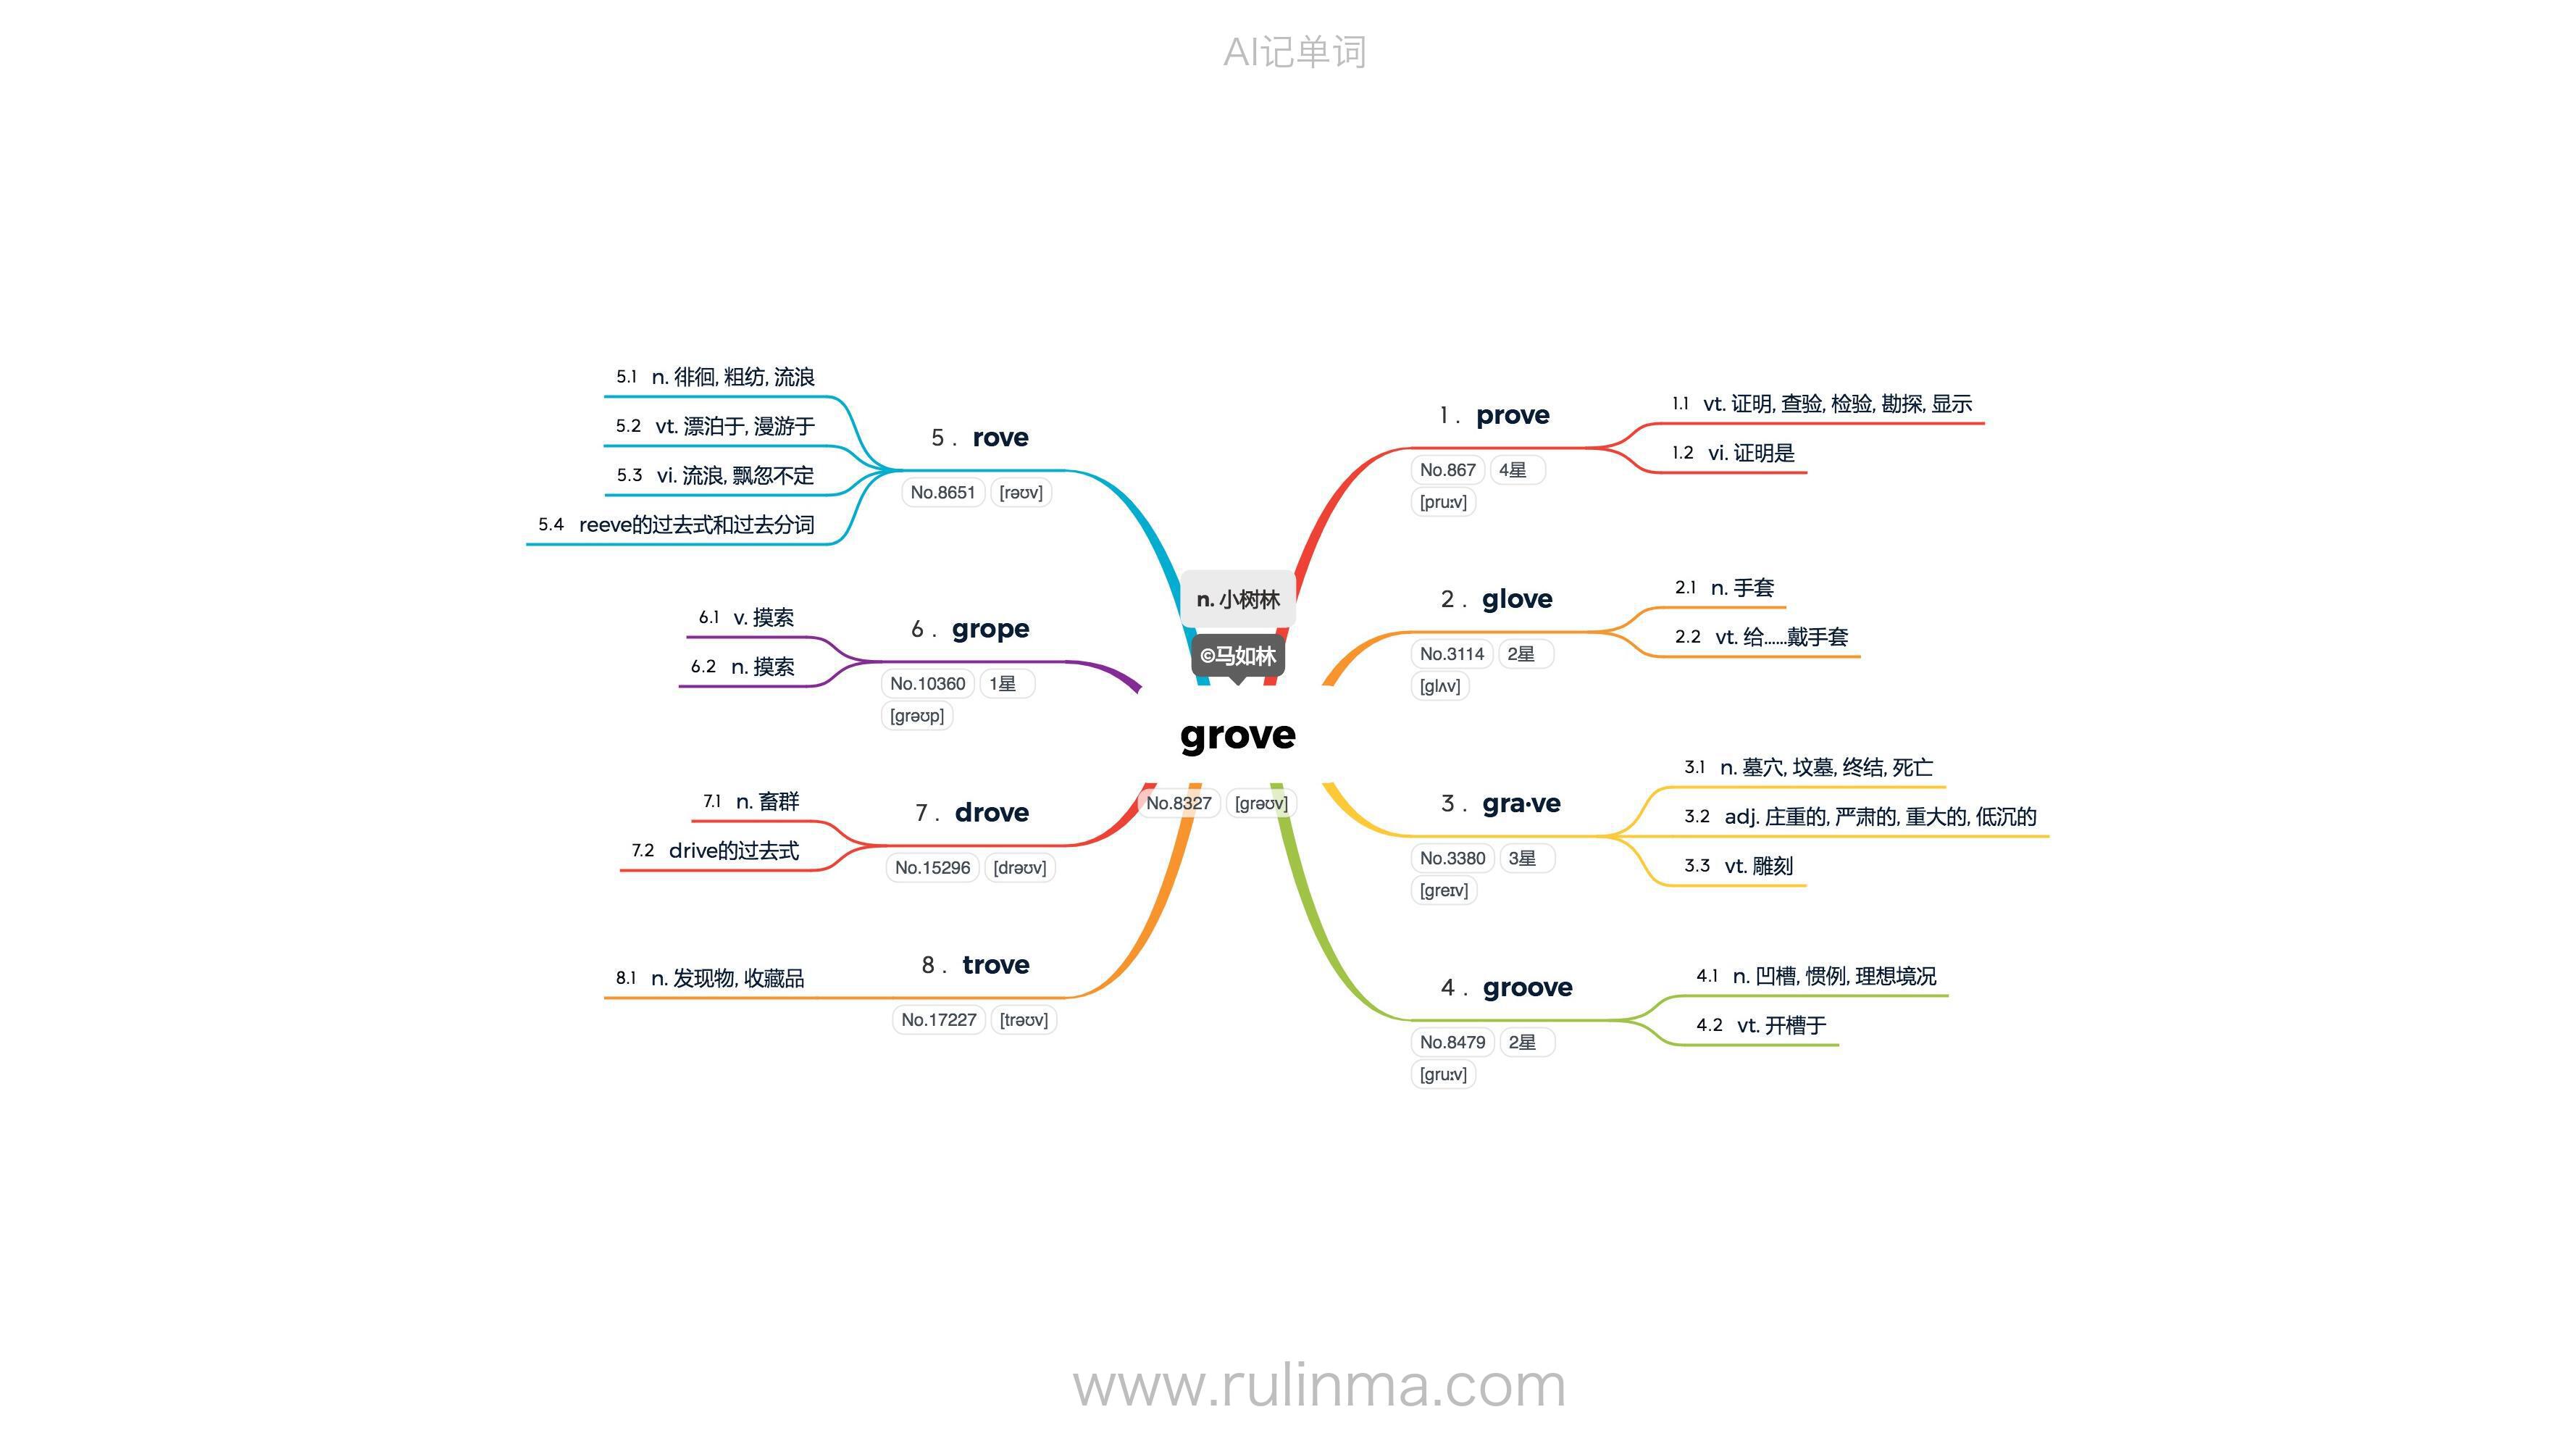 AI记单词
n. 小树林
©马如林
grove
No.8327 [grəʊv]
1. prove
No.867 4星
[pruːv]
1.1 vt. 证明, 查验, 检验, 勘探, 显示
1.2 vi. 证明是
2. glove
No.3114 2星
[glʌv]
2.1 n. 手套
2.2 vt. 给......戴手套
3. gra·ve
No.3380 3星
[greɪv]
3.1 n. 墓穴, 坟墓, 终结, 死亡
3.2 adj. 庄重的, 严肃的, 重大的, 低沉的
3.3 vt. 雕刻
4. groove
No.8479 2星
[gruːv]
4.1 n. 凹槽, 惯例, 理想境况
4.2 vt. 开槽于
5. rove
No.8651 [rəʊv]
5.1 n. 徘徊, 粗纺, 流浪
5.2 vt. 漂泊于, 漫游于
5.3 vi. 流浪, 飘忽不定
5.4 reeve的过去式和过去分词
6. grope
No.10360 1星
[grəʊp]
6.1 v. 摸索
6.2 n. 摸索
7. drove
No.15296 [drəʊv]
7.1 n. 畜群
7.2 drive的过去式
8. trove
No.17227 [trəʊv]
8.1 n. 发现物, 收藏品
www.rulinma.com